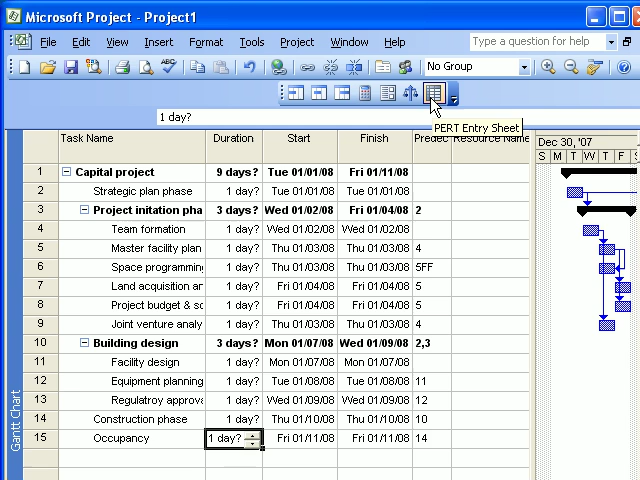 Microsoft Project - Project1
File Edit View Insert Format Tools Project Window Help Type a question for help
No Group
1 day?
PERT Entry Sheet
Task Name Duration Start Finish Predec Resource Name
Dec 30, '07
S M T W T F S
1 Capital project 9 days? Tue 01/01/08 Fri 01/11/08
2 Strategic plan phase 1 day? Tue 01/01/08 Tue 01/01/08
3 Project initation pha 3 days? Wed 01/02/08 Fri 01/04/08 2
4 Team formation 1 day? Wed 01/02/08 Wed 01/02/08
5 Master facility plan 1 day? Thu 01/03/08 Thu 01/03/08 4
6 Space programming 1 day? Thu 01/03/08 Thu 01/03/08 5FF
7 Land acquisition an 1 day? Fri 01/04/08 Fri 01/04/08 5
8 Project budget & sc 1 day? Fri 01/04/08 Fri 01/04/08 5
9 Joint venture analy 1 day? Thu 01/03/08 Thu 01/03/08 4
10 Building design 3 days? Mon 01/07/08 Wed 01/09/08 2,3
11 Facility design 1 day? Mon 01/07/08 Mon 01/07/08
12 Equipment planning 1 day? Tue 01/08/08 Tue 01/08/08 11
13 Regulatroy approva 1 day? Wed 01/09/08 Wed 01/09/08 12
14 Construction phase 1 day? Thu 01/10/08 Thu 01/10/08 10
15 Occupancy 1 day? Fri 01/11/08 Fri 01/11/08 14
Gantt Chart